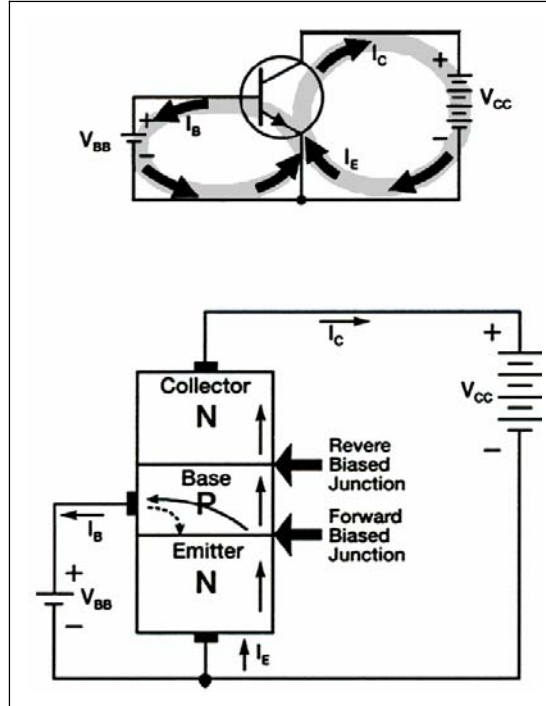 +
I_C
V_CC
+
I_B
V_BB
−
I_E
−
I_C
+
V_CC
−
Collector
N
Revere
Biased
Junction
Base
P
Forward
Biased
Junction
I_B
Emitter
N
+
V_BB
−
I_E